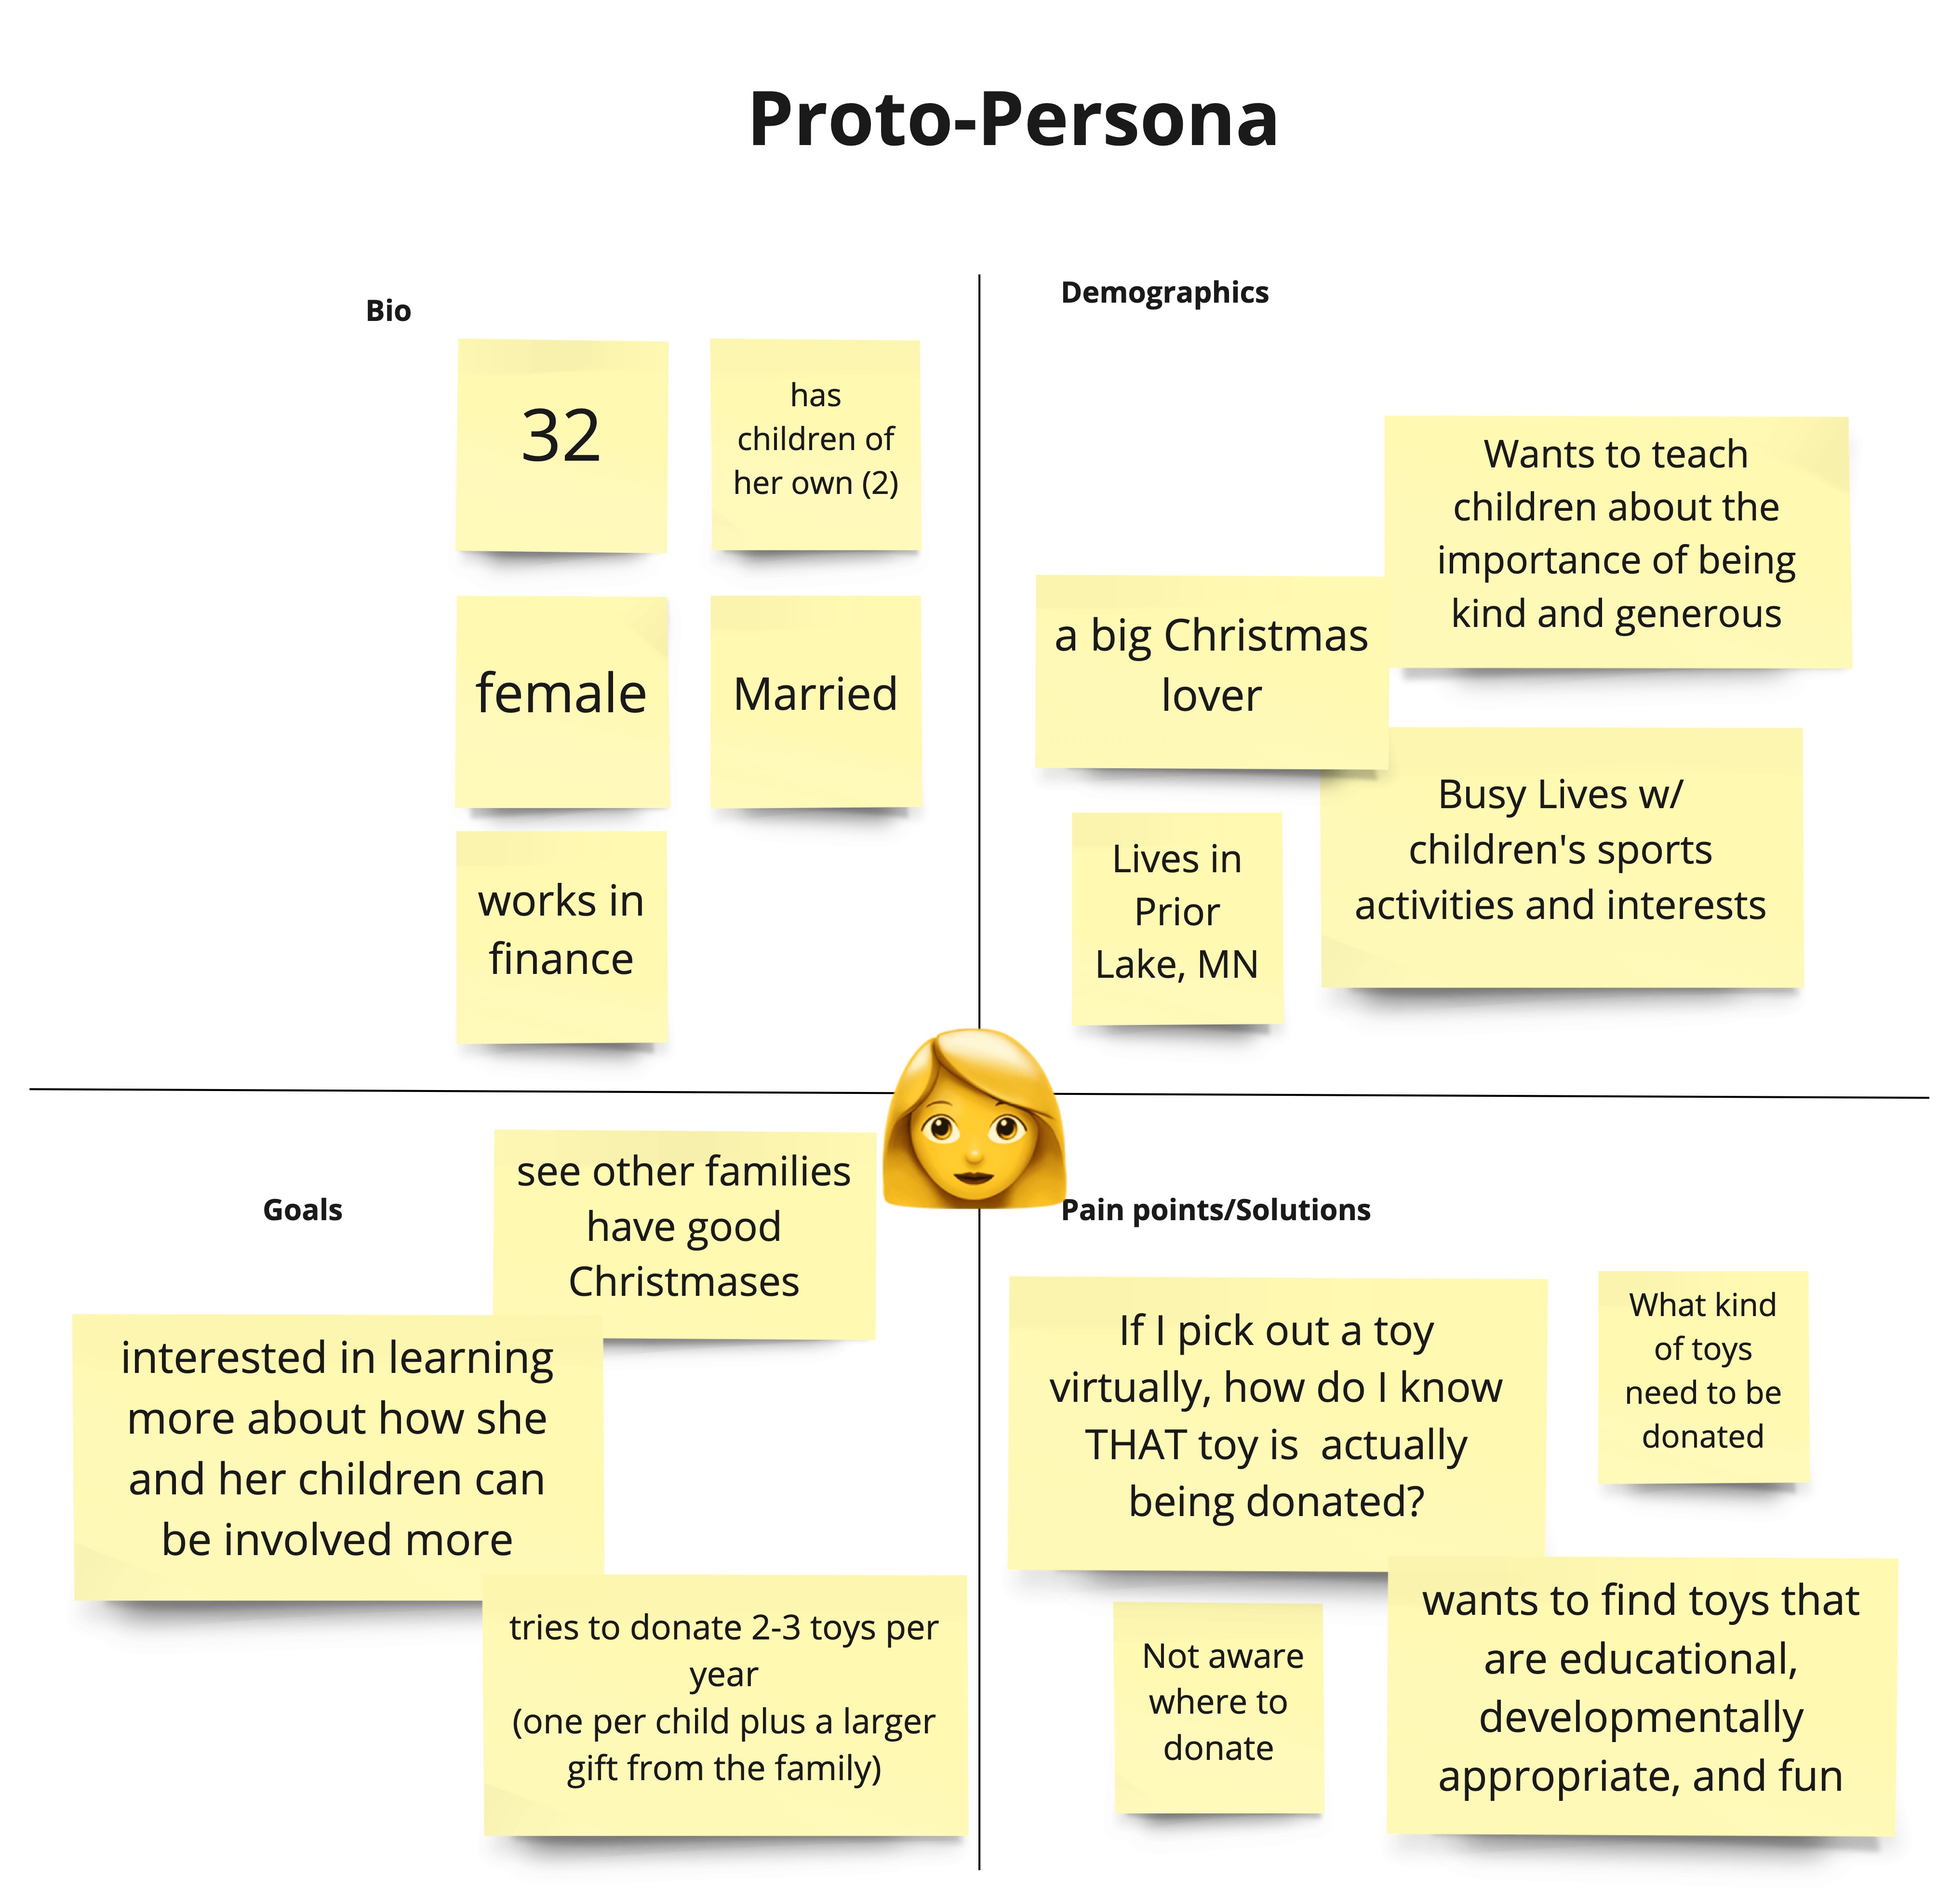 Proto-Persona
Bio
32
has
children of
her own (2)
female
Married
works in
finance
Demographics
Wants to teach
children about the
importance of being
kind and generous
a big Christmas
lover
Busy Lives w/
children's sports
activities and interests
Lives in
Prior
Lake, MN
Goals
see other families
have good
Christmases
interested in learning
more about how she
and her children can
be involved more
tries to donate 2-3 toys per
year
(one per child plus a larger
gift from the family)
Pain points/Solutions
If I pick out a toy
virtually, how do I know
THAT toy is  actually
being donated?
What kind
of toys
need to be
donated
Not aware
where to
donate
wants to find toys that
are educational,
developmentally
appropriate, and fun